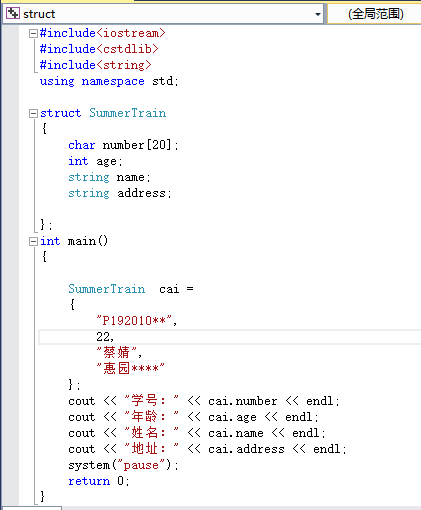 struct (全局范围)
#include<iostream>
#include<cstdlib>
#include<string>
using namespace std;
struct SummerTrain
{
char number[20];
int age;
string name;
string address;
};
int main()
{
SummerTrain cai =
{
"P192010**",
22,
"蔡婧",
"惠园****"
};
cout << "学号：" << cai.number << endl;
cout << "年龄：" << cai.age << endl;
cout << "姓名：" << cai.name << endl;
cout << "地址：" << cai.address << endl;
system("pause");
return 0;
}